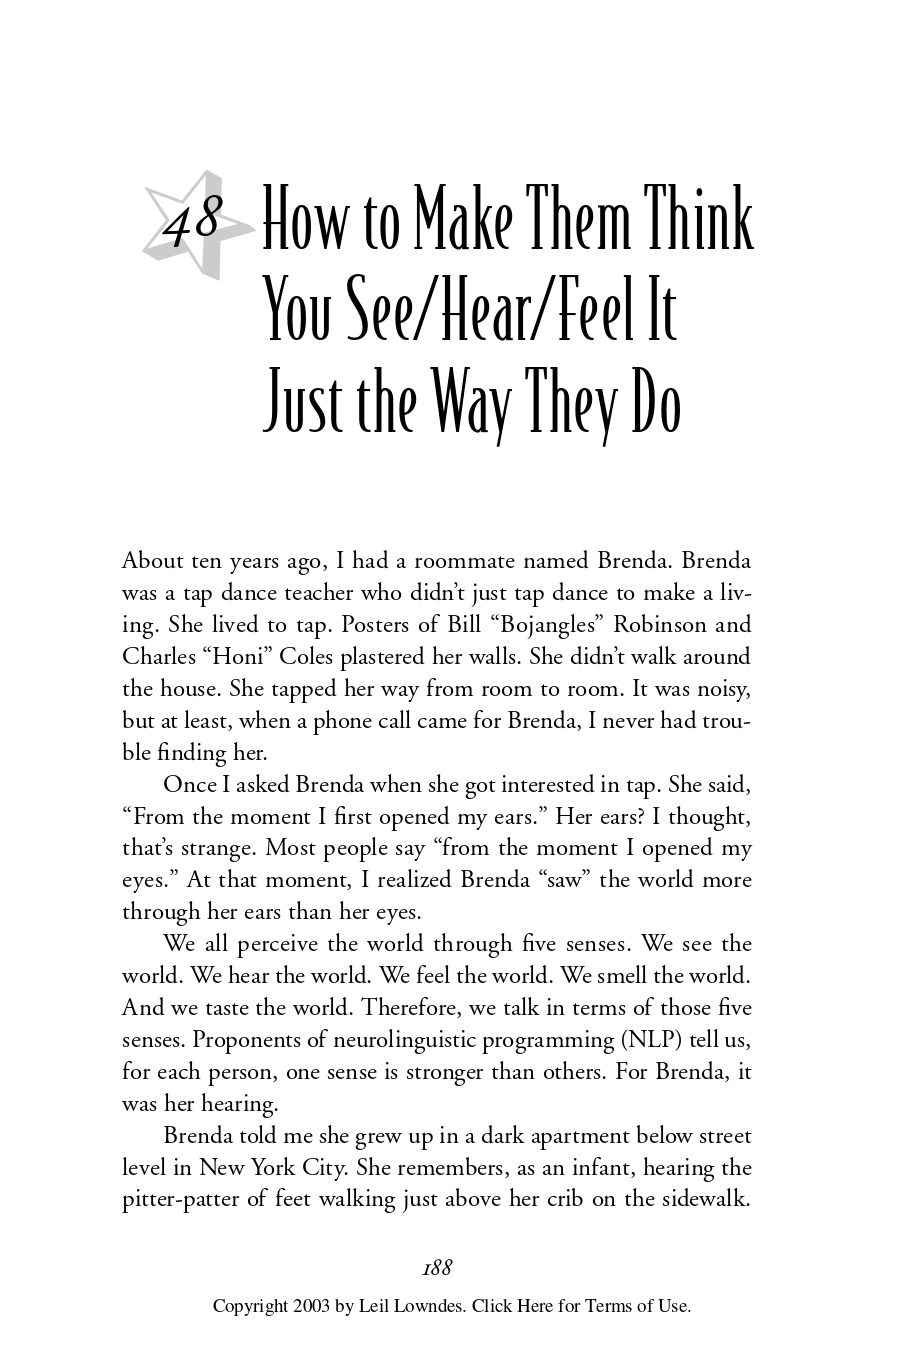 48 How to Make Them Think
You See/Hear/Feel It
Just the Way They Do
About ten years ago, I had a roommate named Brenda. Brenda
was a tap dance teacher who didn’t just tap dance to make a liv-
ing. She lived to tap. Posters of Bill “Bojangles” Robinson and
Charles “Honi” Coles plastered her walls. She didn’t walk around
the house. She tapped her way from room to room. It was noisy,
but at least, when a phone call came for Brenda, I never had trou-
ble finding her.
Once I asked Brenda when she got interested in tap. She said,
“From the moment I first opened my ears.” Her ears? I thought,
that’s strange. Most people say “from the moment I opened my
eyes.” At that moment, I realized Brenda “saw” the world more
through her ears than her eyes.
We all perceive the world through five senses. We see the
world. We hear the world. We feel the world. We smell the world.
And we taste the world. Therefore, we talk in terms of those five
senses. Proponents of neurolinguistic programming (NLP) tell us,
for each person, one sense is stronger than others. For Brenda, it
was her hearing.
Brenda told me she grew up in a dark apartment below street
level in New York City. She remembers, as an infant, hearing the
pitter-patter of feet walking just above her crib on the sidewalk.
188
Copyright 2003 by Leil Lowndes. Click Here for Terms of Use.